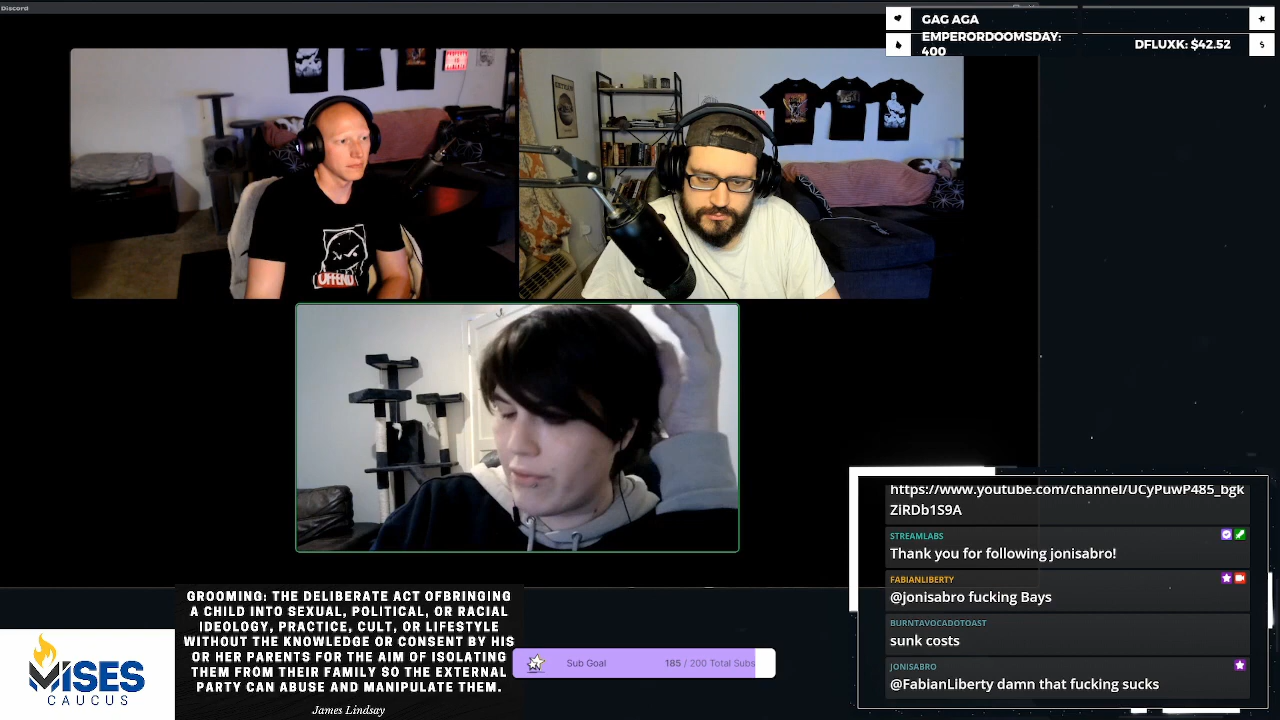 Discord
GAG AGA
EMPERORDOOMSDAY:
400
DFLUXK: $42.52
OFFEND
https://www.youtube.com/channel/UCyPuwP485_bgk
ZiRDb1S9A
STREAMLABS
Thank you for following jonisabro!
FABIANLIBERTY
@jonisabro fucking Bays
BURNTAVOCADOTOAST
sunk costs
JONISABRO
@FabianLiberty damn that fucking sucks
GROOMING: THE DELIBERATE ACT OFBRINGING
A CHILD INTO SEXUAL, POLITICAL, OR RACIAL
IDEOLOGY, PRACTICE, CULT, OR LIFESTYLE
WITHOUT THE KNOWLEDGE OR CONSENT BY HIS
OR HER PARENTS FOR THE AIM OF ISOLATING
THEM FROM THEIR FAMILY SO THE EXTERNAL
PARTY CAN ABUSE AND MANIPULATE THEM.
James Lindsay
MISES
CAUCUS
Sub Goal
185 / 200 Total Subs